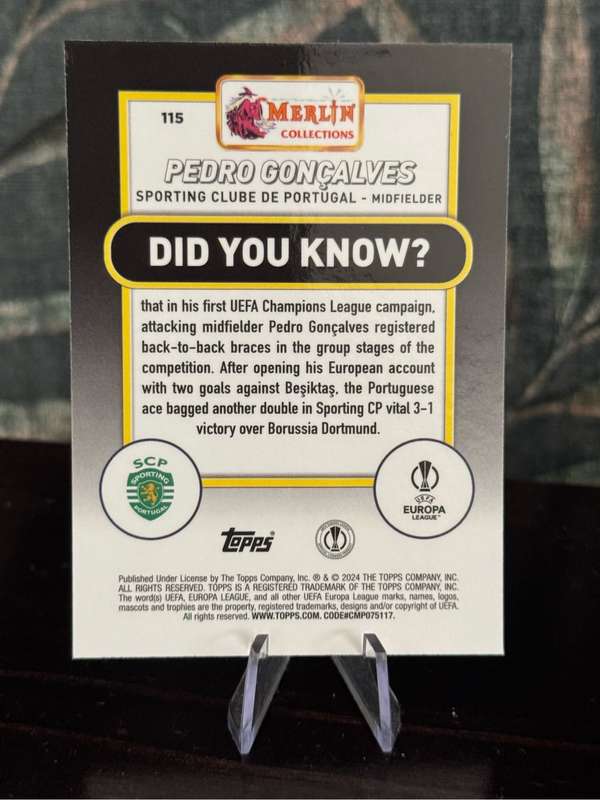 115
MERLIN
COLLECTIONS
PEDRO GONÇALVES
SPORTING CLUBE DE PORTUGAL - MIDFIELDER
DID YOU KNOW?
that in his first UEFA Champions League campaign,
attacking midfielder Pedro Gonçalves registered
back-to-back braces in the group stages of the
competition. After opening his European account
with two goals against Beşiktaş, the Portuguese
ace bagged another double in Sporting CP vital 3-1
victory over Borussia Dortmund.
SCP
SPORTING
PORTUGAL
UEFA
EUROPA
LEAGUE™
Topps
Published Under License by The Topps Company, Inc. ® & © 2024 THE TOPPS COMPANY, INC.
ALL RIGHTS RESERVED. TOPPS IS A REGISTERED TRADEMARK OF THE TOPPS COMPANY, INC.
The word(s) UEFA, EUROPA LEAGUE, and all other UEFA Europa League marks, names, logos,
mascots and trophies are the property, registered trademarks, designs and/or copyright of UEFA.
All rights reserved. WWW.TOPPS.COM. CODE#CMP075117.